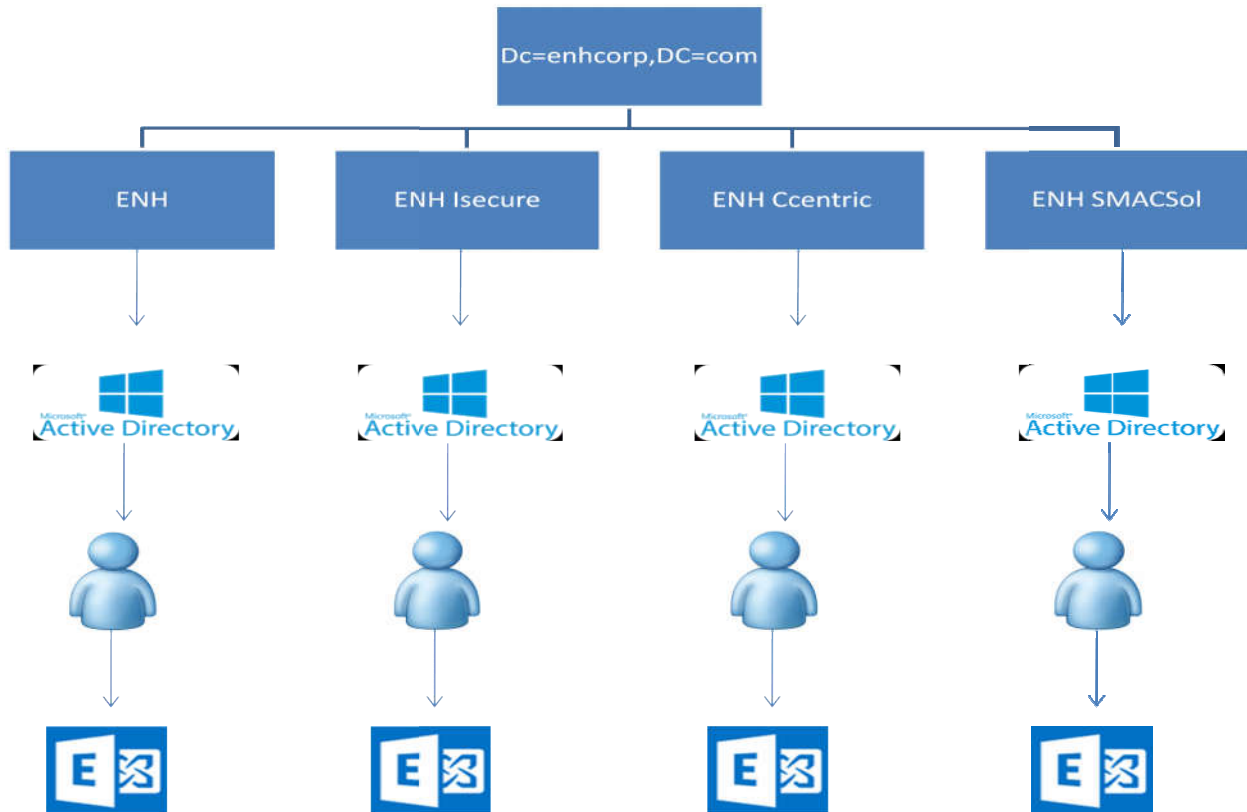 Dc=enhcorp,DC=com
ENH
ENH Isecure
ENH Ccentric
ENH SMACSol
Microsoft®
Active Directory
Microsoft®
Active Directory
Microsoft®
Active Directory
Microsoft®
Active Directory
E
E
E
E